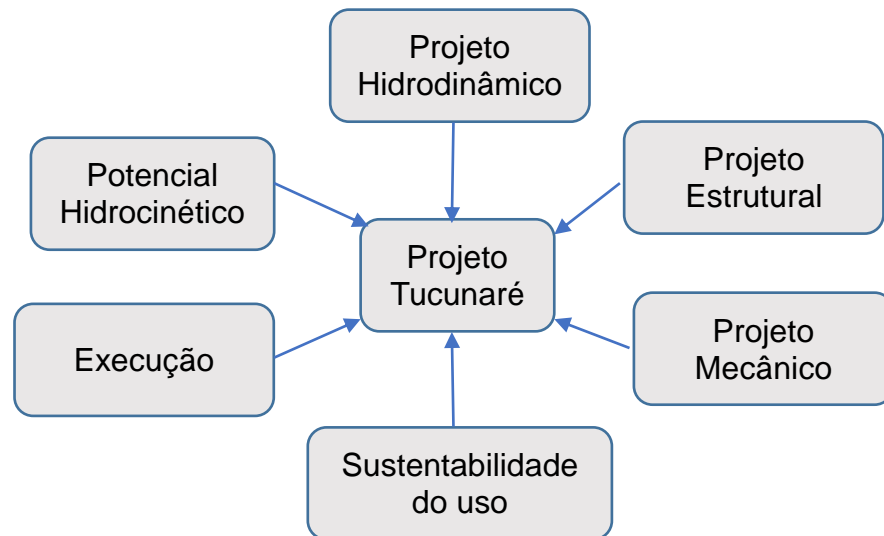 Projeto
Hidrodinâmico
Potencial
Hidrocinético
Projeto
Estrutural
Projeto
Tucunaré
Execução
Projeto
Mecânico
Sustentabilidade
do uso